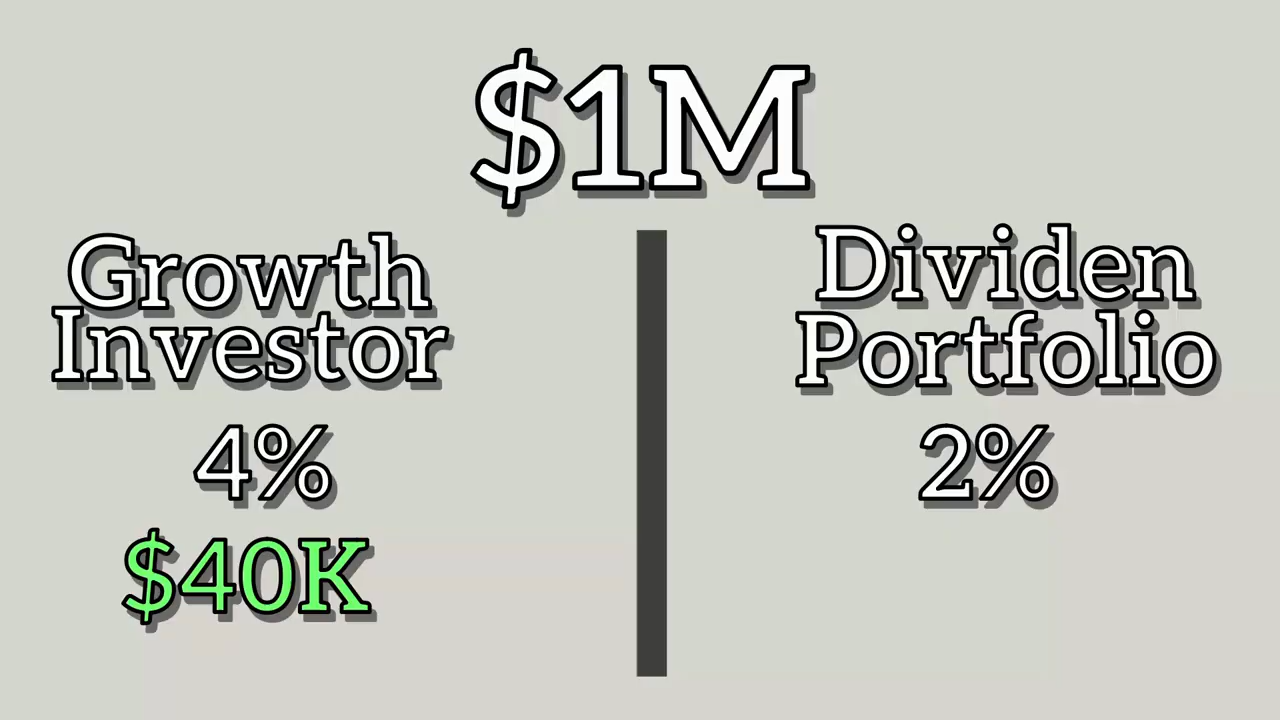 $1M
Growth
Investor
4%
$40K
Dividen
Portfolio
2%